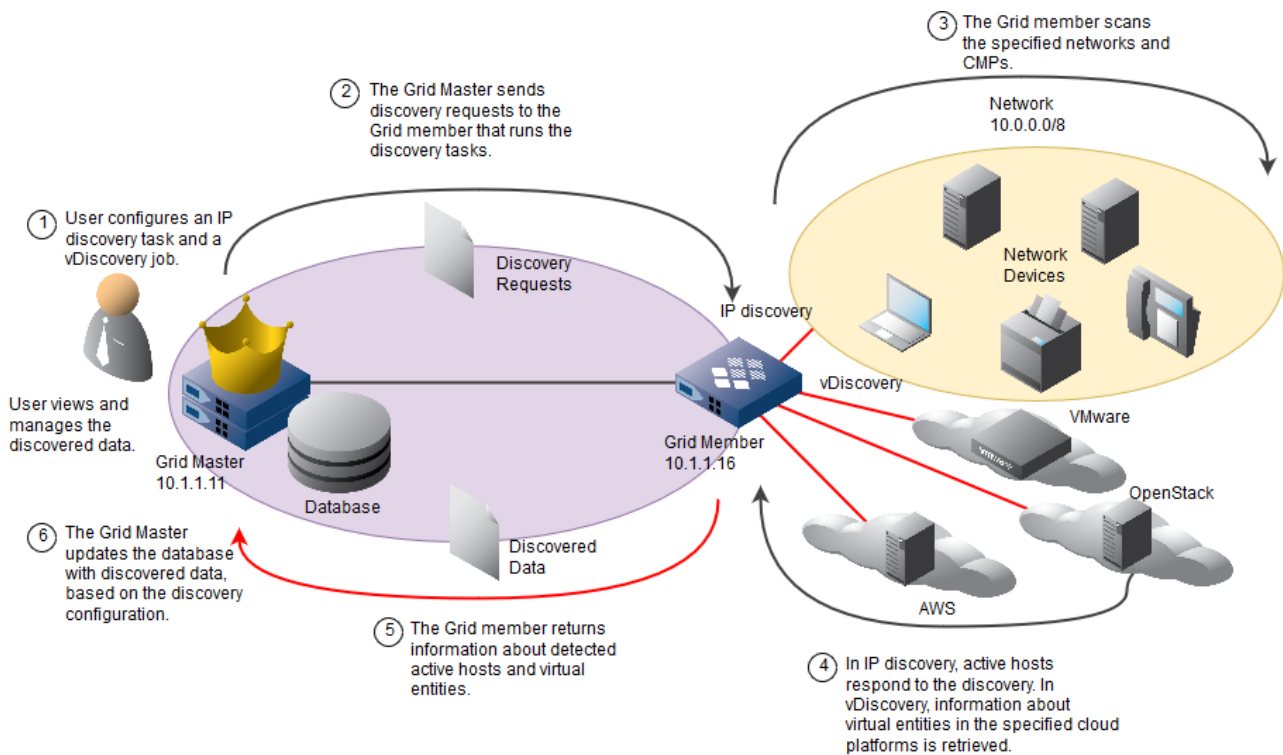 3 The Grid member scans
the specified networks and
CMPs.
2 The Grid Master sends
discovery requests to the
Grid member that runs the
discovery tasks.
Network
10.0.0.0/8
1 User configures an IP
discovery task and a
vDiscovery job.
Discovery
Requests
Network
Devices
IP discovery
vDiscovery
User views and
manages the
discovered data.
VMware
Grid Master
10.1.1.11
Grid Member
10.1.1.16
Database
OpenStack
6 The Grid Master
updates the database
with discovered data,
based on the discovery
configuration.
Discovered
Data
AWS
5 The Grid member returns
information about detected
active hosts and virtual
entities.
4 In IP discovery, active hosts
respond to the discovery. In
vDiscovery, information about
virtual entities in the specified cloud
platforms is retrieved.